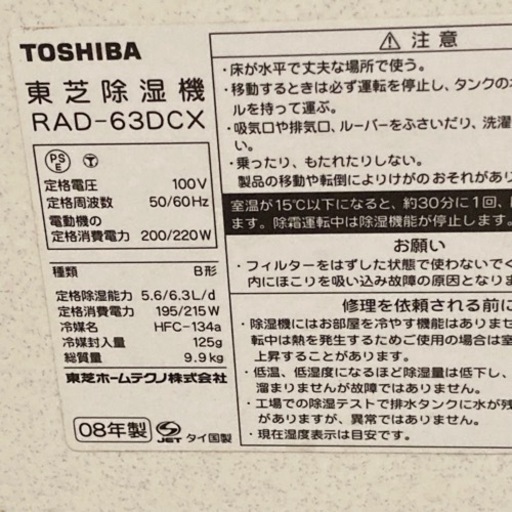 TOSHIBA
東芝除湿機
RAD-63DCX
PS
E
定格電圧 100V
定格周波数 50/60Hz
電動機の
定格消費電力 200/220W
種類 B形
定格除湿能力 5.6/6.3L/d
定格消費電力 195/215W
冷媒名 HFC-134a
冷媒封入量 125g
総質量 9.9kg
東芝ホームテクノ株式会社
08年製 JET タイ国製
注意
・床が水平で丈夫な場所で使う。
・移動するときは必ず運転を停止し、タンクの
ルを持って運ぶ。
・吸気口や排気口、ルーバーをふさいだり、洗濯
い。
・乗ったり、もたれたりしない。
製品の移動や転倒によりけがのおそれがあり
室温が15℃以下になると、約30分に1回、
ます。除霜運転中は除湿機能が停止します。
お願い
・フィルターをはずした状態で使わないで
内にほこりを吸い込み故障の原因となりま
修理を依頼される前に
・除湿機にはお部屋を冷やす機能はありませ
転中は熱を発生するためご使用の場合は室
上昇することがあります。
・低温、低湿度になるほど除湿量は低下し、
溜まりませんが故障ではありません。
・工場での除湿テストで排水タンクに水が残
がありますが、異常ではありません。
・現在湿度表示は目安です。